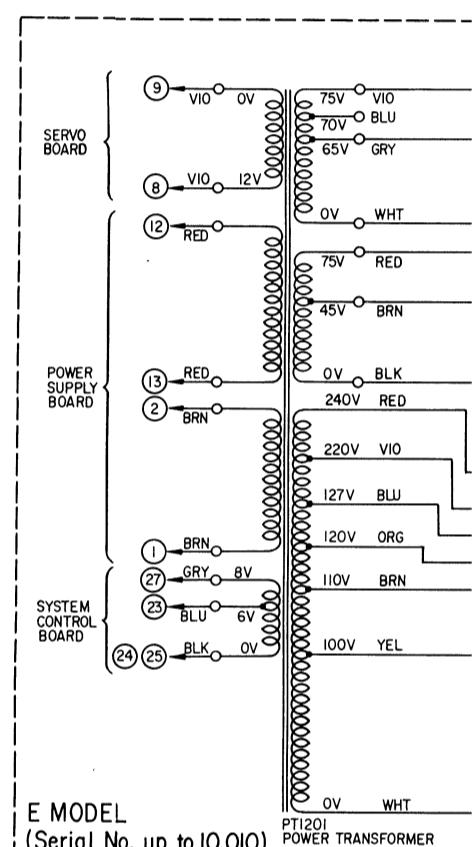 9 VIO 0V
75V VIO
70V BLU
65V GRY
SERVO
BOARD
8 VIO 12V
0V WHT
12 RED
75V RED
45V BRN
POWER
SUPPLY
BOARD
13 RED
0V BLK
2 BRN
240V RED
220V VIO
127V BLU
120V ORG
1 BRN
110V BRN
27 GRY 8V
23 BLU 6V
SYSTEM
CONTROL
BOARD
24 25 BLK 0V
100V YEL
0V WHT
E MODEL
(Serial No. up to 10,010)
PT1201
POWER TRANSFORMER